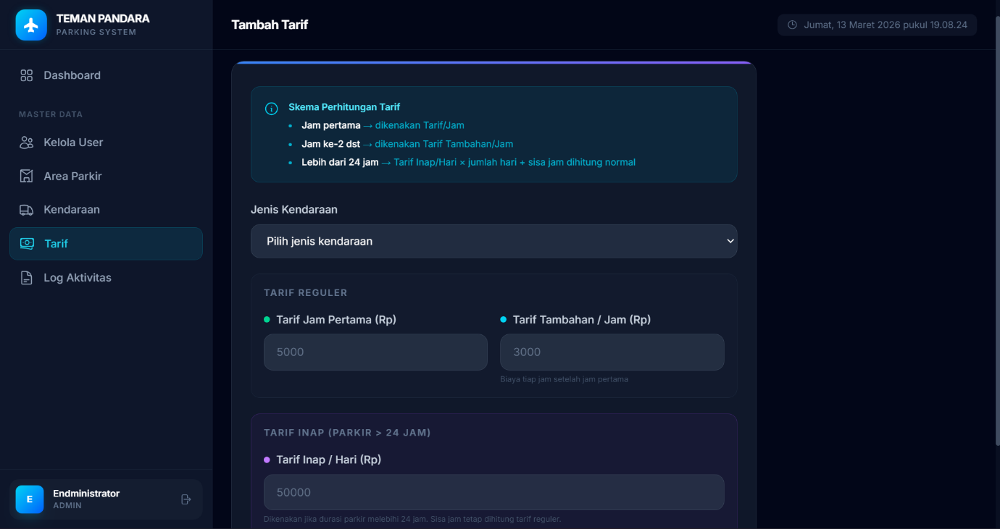 TEMAN PANDARA
PARKING SYSTEM
Dashboard
MASTER DATA
Kelola User
Area Parkir
Kendaraan
Tarif
Log Aktivitas
E
Endministrator
ADMIN
Tambah Tarif
Jumat, 13 Maret 2026 pukul 19.08.24
Skema Perhitungan Tarif
• Jam pertama → dikenakan Tarif/Jam
• Jam ke-2 dst → dikenakan Tarif Tambahan/Jam
• Lebih dari 24 jam → Tarif Inap/Hari × jumlah hari + sisa jam dihitung normal
Jenis Kendaraan
Pilih jenis kendaraan
TARIF REGULER
Tarif Jam Pertama (Rp)
5000
Tarif Tambahan / Jam (Rp)
3000
Biaya tiap jam setelah jam pertama
TARIF INAP (PARKIR > 24 JAM)
Tarif Inap / Hari (Rp)
50000
Dikenakan jika durasi parkir melebihi 24 jam. Sisa jam tetap dihitung tarif reguler.